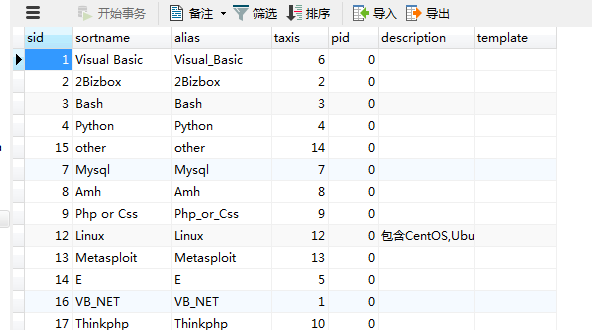 开始事务 备注 筛选 排序 导入 导出
sid sortname alias taxis pid description template
1 Visual Basic Visual_Basic 6 0
2 2Bizbox 2Bizbox 2 0
3 Bash Bash 3 0
4 Python Python 4 0
15 other other 14 0
7 Mysql Mysql 7 0
8 Amh Amh 8 0
9 Php or Css Php_or_Css 9 0
12 Linux Linux 12 0 包含CentOS,Ubu
13 Metasploit Metasploit 13 0
14 E E 5 0
16 VB_NET VB_NET 1 0
17 Thinkphp Thinkphp 10 0